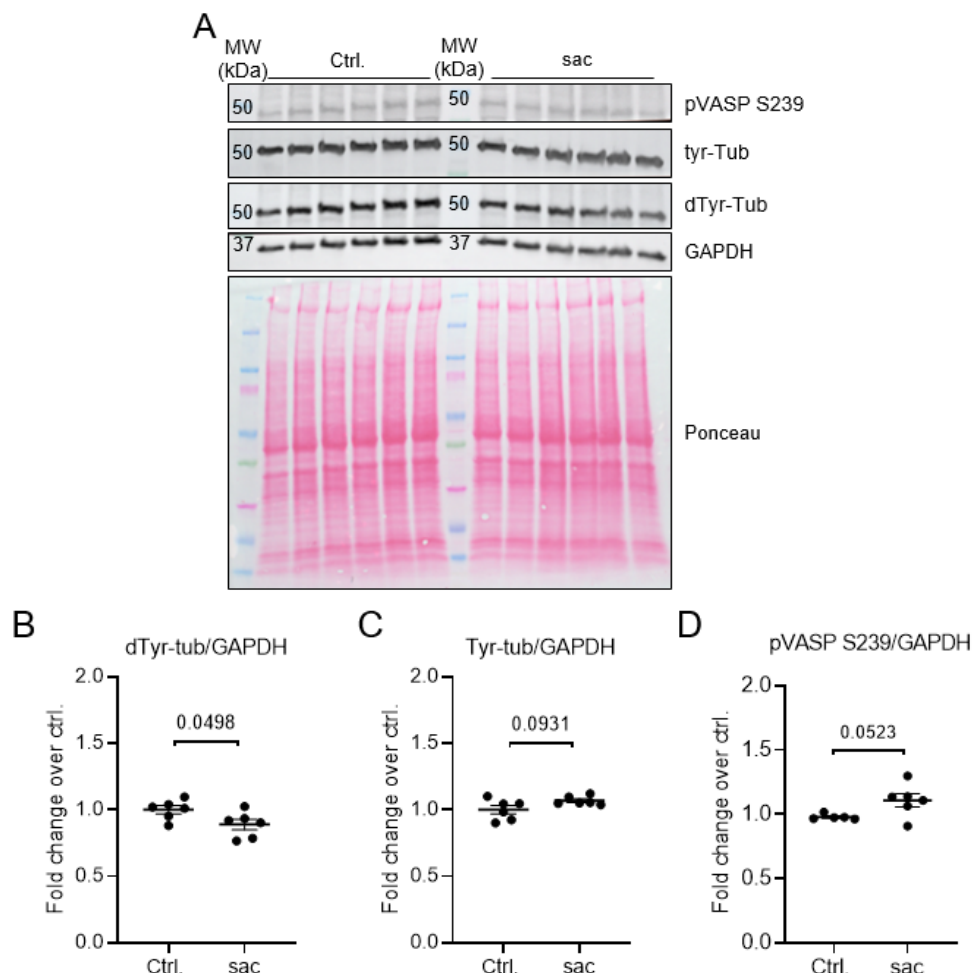 A
MW
(kDa)
Ctrl.
MW
(kDa)
sac
50
50
pVASP S239
50
50
tyr-Tub
50
50
dTyr-Tub
37
37
GAPDH
Ponceau
B
dTyr-tub/GAPDH
Fold change over ctrl.
2.0
1.5
1.0
0.5
0.0
0.0498
Ctrl.
sac
C
Tyr-tub/GAPDH
Fold change over ctrl.
2.0
1.5
1.0
0.5
0.0
0.0931
Ctrl.
sac
D
pVASP S239/GAPDH
Fold change over ctrl.
2.0
1.5
1.0
0.5
0.0
0.0523
Ctrl.
sac